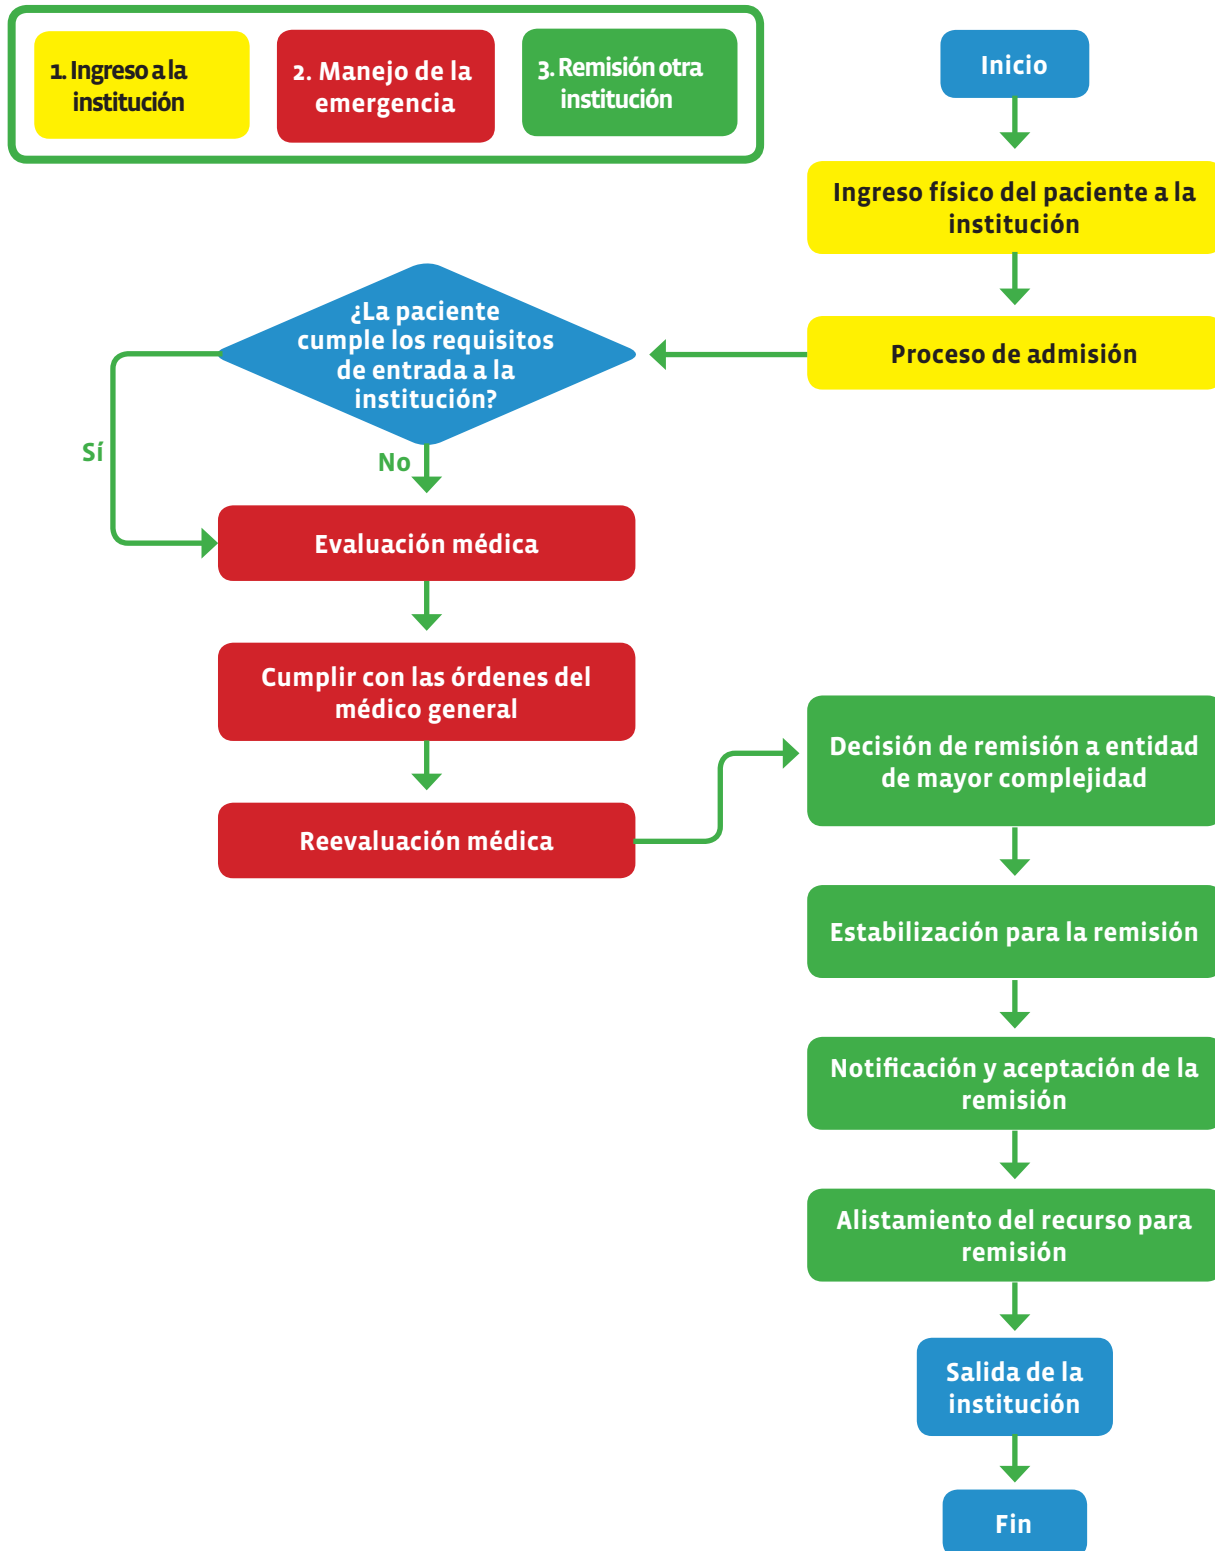 1. Ingreso a la
institución
2. Manejo de la
emergencia
3. Remisión otra
institución
Inicio
Ingreso físico del paciente a la
institución
Proceso de admisión
¿La paciente
cumple los requisitos
de entrada a la
institución?
Sí
No
Evaluación médica
Cumplir con las órdenes del
médico general
Reevaluación médica
Decisión de remisión a entidad
de mayor complejidad
Estabilización para la remisión
Notificación y aceptación de la
remisión
Alistamiento del recurso para
remisión
Salida de la
institución
Fin